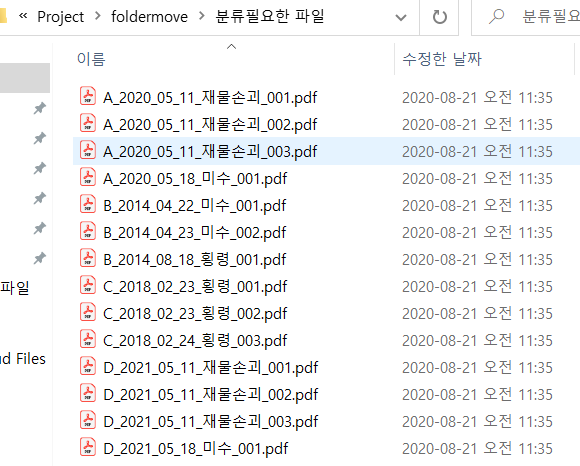 « Project › foldermove › 분류필요한 파일
분류필요
이름
수정한 날짜
A_2020_05_11_재물손괴_001.pdf 2020-08-21 오전 11:35
A_2020_05_11_재물손괴_002.pdf 2020-08-21 오전 11:35
A_2020_05_11_재물손괴_003.pdf 2020-08-21 오전 11:35
A_2020_05_18_미수_001.pdf 2020-08-21 오전 11:35
B_2014_04_22_미수_001.pdf 2020-08-21 오전 11:35
B_2014_04_23_미수_002.pdf 2020-08-21 오전 11:35
B_2014_08_18_횡령_001.pdf 2020-08-21 오전 11:35
C_2018_02_23_횡령_001.pdf 2020-08-21 오전 11:35
C_2018_02_23_횡령_002.pdf 2020-08-21 오전 11:35
C_2018_02_24_횡령_003.pdf 2020-08-21 오전 11:35
D_2021_05_11_재물손괴_001.pdf 2020-08-21 오전 11:35
D_2021_05_11_재물손괴_002.pdf 2020-08-21 오전 11:35
D_2021_05_11_재물손괴_003.pdf 2020-08-21 오전 11:35
D_2021_05_18_미수_001.pdf 2020-08-21 오전 11:35
파일
Files